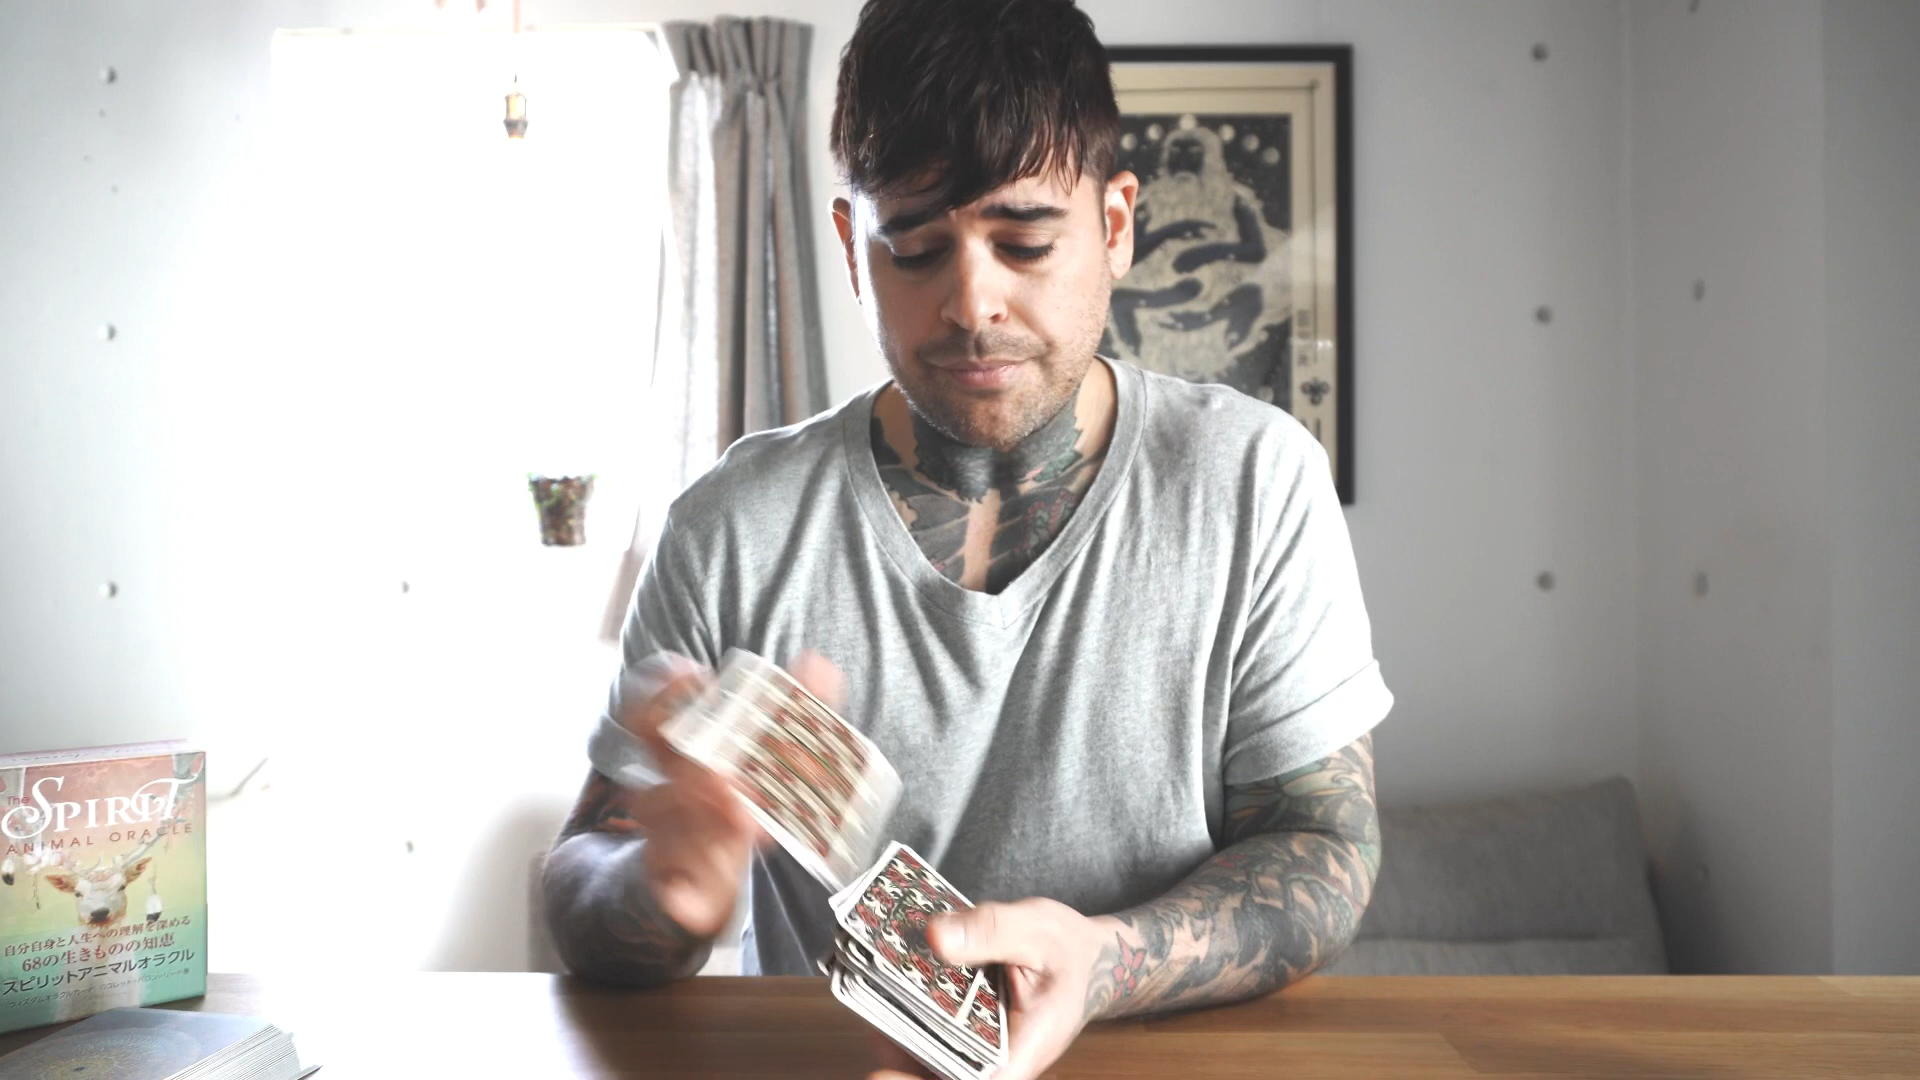 The
SPIRIT
ANIMAL ORACLE
自分自身と人生への理解を深める
68の生きものの知恵
スピリットアニマルオラクル